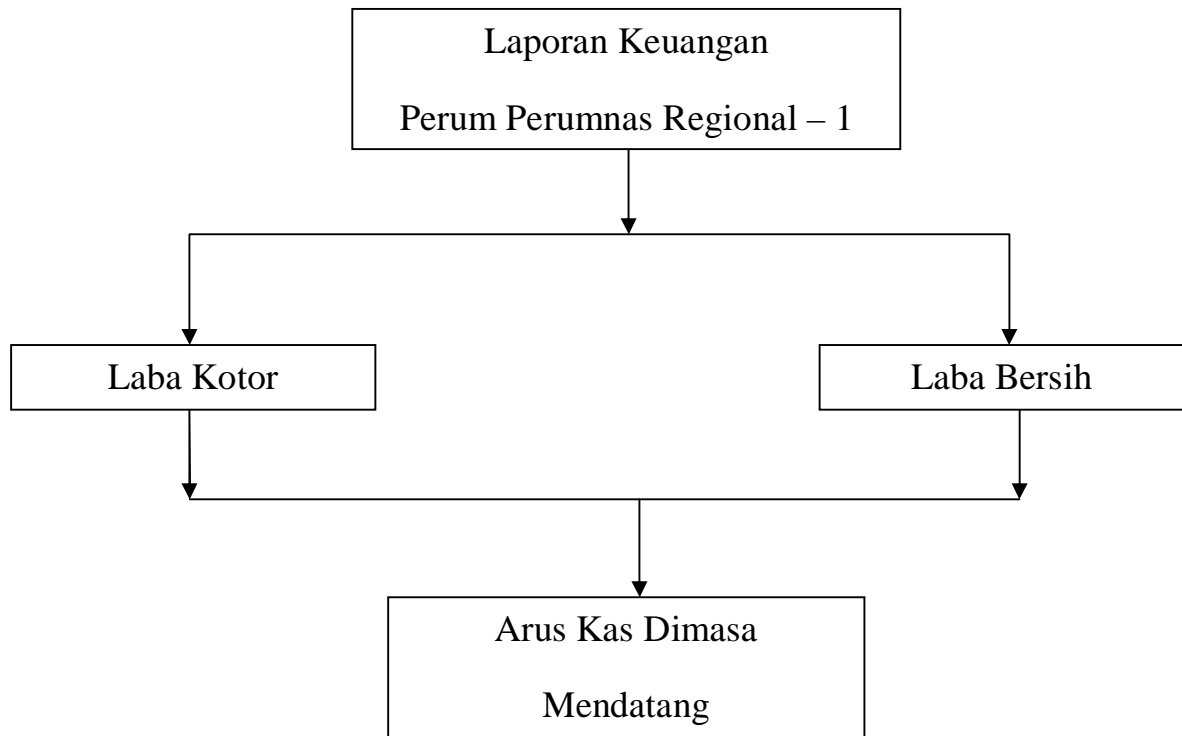 Laporan Keuangan
Perum Perumnas Regional – 1
Laba Kotor
Laba Bersih
Arus Kas Dimasa
Mendatang